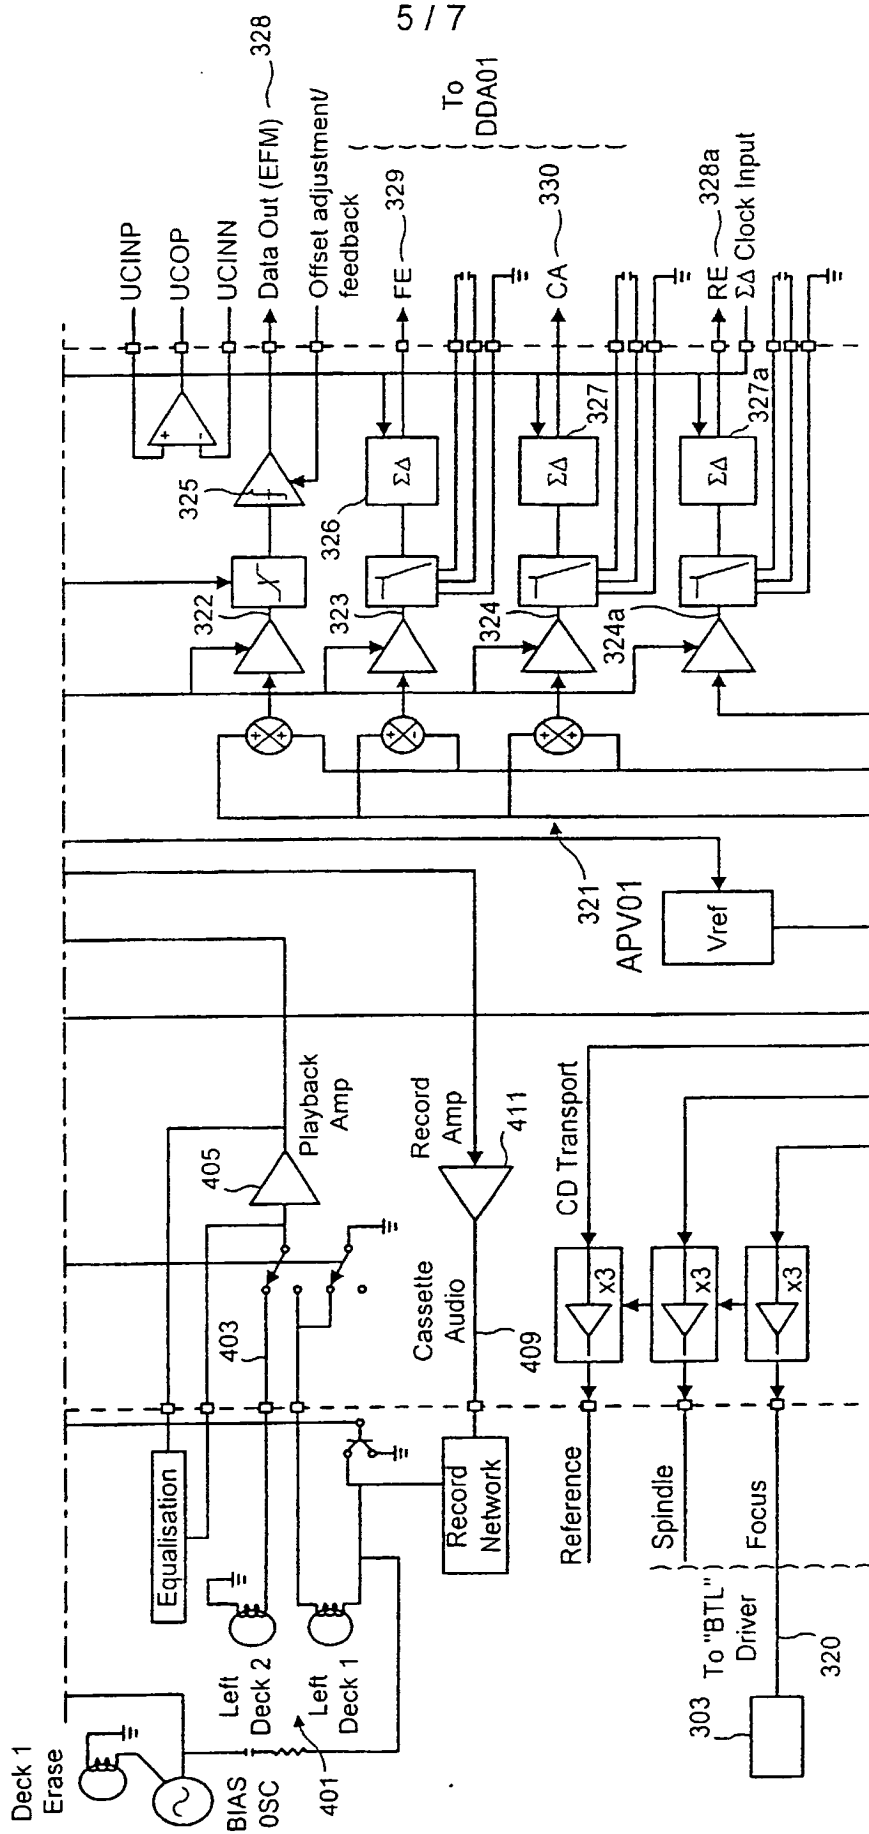 5 / 7
UCINP
UCOP
UCINN
Data Out (EFM)
328
Offset adjustment/
feedback
FE
329
To
DDA01
CA
330
RE
328a
ΣΔ Clock Input
+
-
325
322
326
ΣΔ
323
327
ΣΔ
324
327a
ΣΔ
324a
+
+
+
-
+
+
321
APV01
Vref
405
Playback
Amp
403
Record
Amp
411
Cassette
Audio
409
CD Transport
x3
x3
x3
Equalisation
Record
Network
Reference
Spindle
Focus
To "BTL"
Driver
320
303
Deck 1
Erase
BIAS
0SC
Left
Deck 2
Left
Deck 1
401